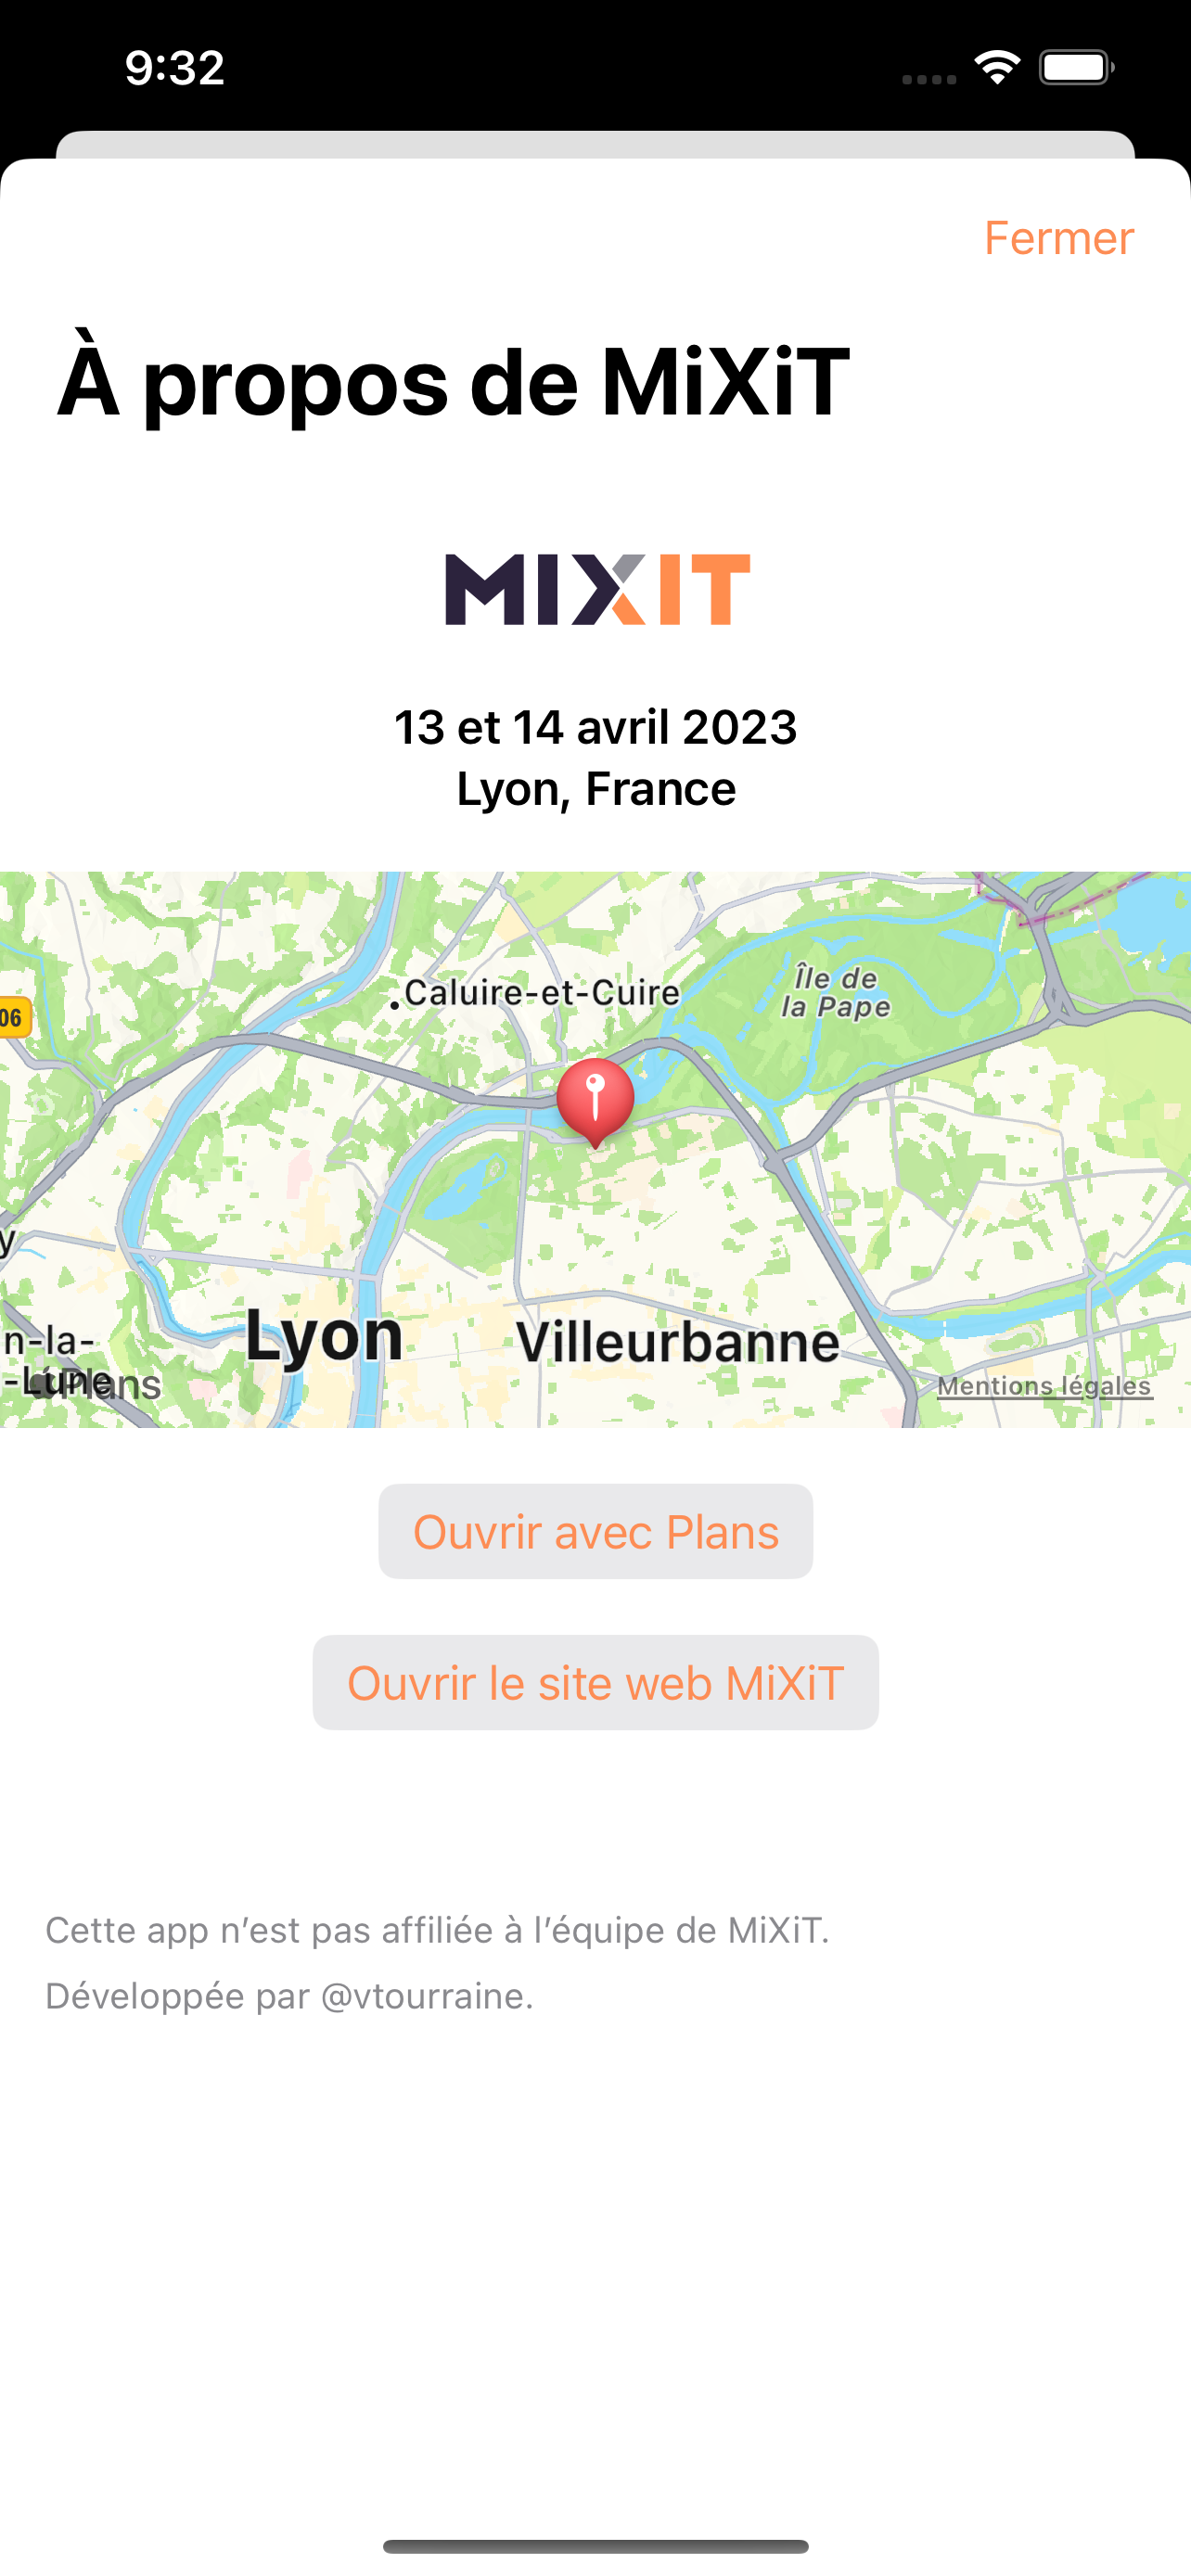 9:32
Fermer
À propos de MiXiT
MIXIT
13 et 14 avril 2023
Lyon, France
Caluire-et-Cuire
Île de
la Pape
06
y
Lyon
Villeurbanne
n-la-
-Lune
Plans
Mentions légales
Ouvrir avec Plans
Ouvrir le site web MiXiT
Cette app n’est pas affiliée à l’équipe de MiXiT.
Développée par @vtourraine.